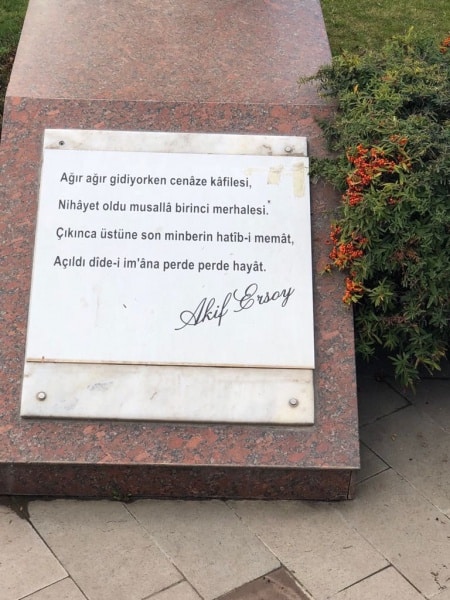 Ağır ağır gidiyorken cenâze kâfilesi,
Nihâyet oldu musallâ birinci merhalesi.
Çıkınca üstüne son minberin hatîb-i memât,
Açıldı dîde-i im'âna perde perde hayât.
Akif Ersoy